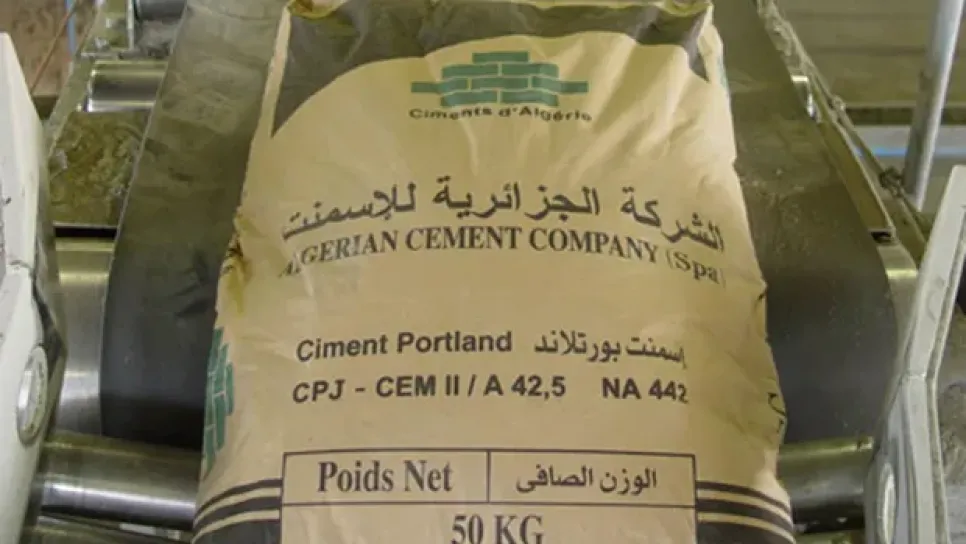 Ciments d'Algérie
الشركة الجزائرية للإسمنت
ALGERIAN CEMENT COMPANY (Spa)
Ciment Portland إسمنت بورتلاند
CPJ - CEM II / A 42,5 NA 442
Poids Net الوزن الصافى
50 KG